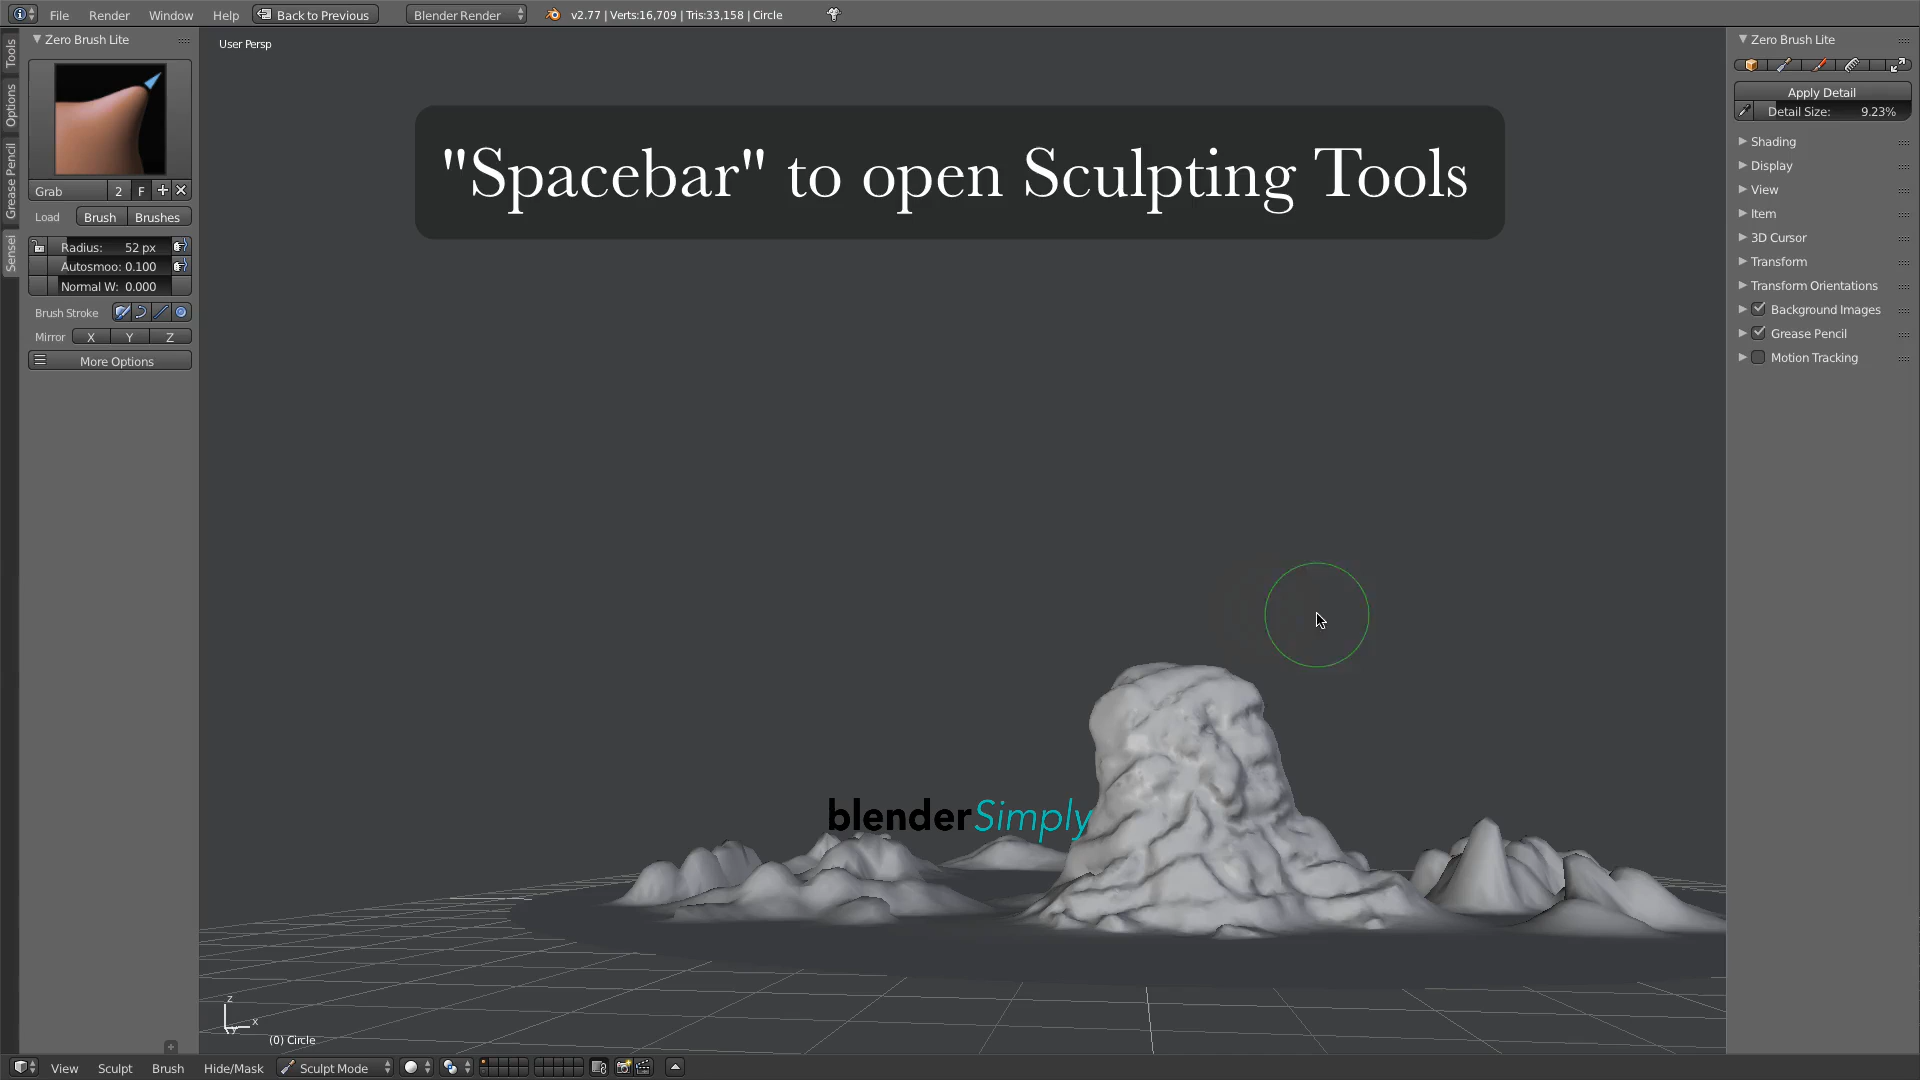 File Render Window Help Back to Previous Blender Render v2.77 | Verts:16,709 | Tris:33,158 | Circle
Tools
Options
Grease Pencil
Sensei
Zero Brush Lite
Grab 2 F
Load Brush Brushes
Radius: 52 px
Autosmoo: 0.100
Normal W: 0.000
Brush Stroke
Mirror X Y Z
More Options
User Persp
"Spacebar" to open Sculpting Tools
blenderSimply
z
x
y
(0) Circle
Zero Brush Lite
Apply Detail
Detail Size: 9.23%
Shading
Display
View
Item
3D Cursor
Transform
Transform Orientations
Background Images
Grease Pencil
Motion Tracking
View Sculpt Brush Hide/Mask Sculpt Mode